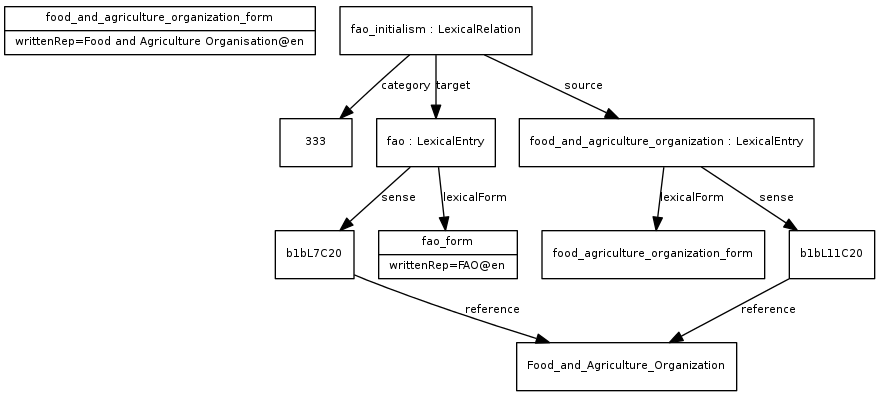 food_and_agriculture_organization_form
writtenRep=Food and Agriculture Organisation@en
fao_initialism : LexicalRelation
category
target
source
333
fao : LexicalEntry
food_and_agriculture_organization : LexicalEntry
sense
lexicalForm
lexicalForm
sense
b1bL7C20
fao_form
writtenRep=FAO@en
food_agriculture_organization_form
b1bL11C20
reference
reference
Food_and_Agriculture_Organization